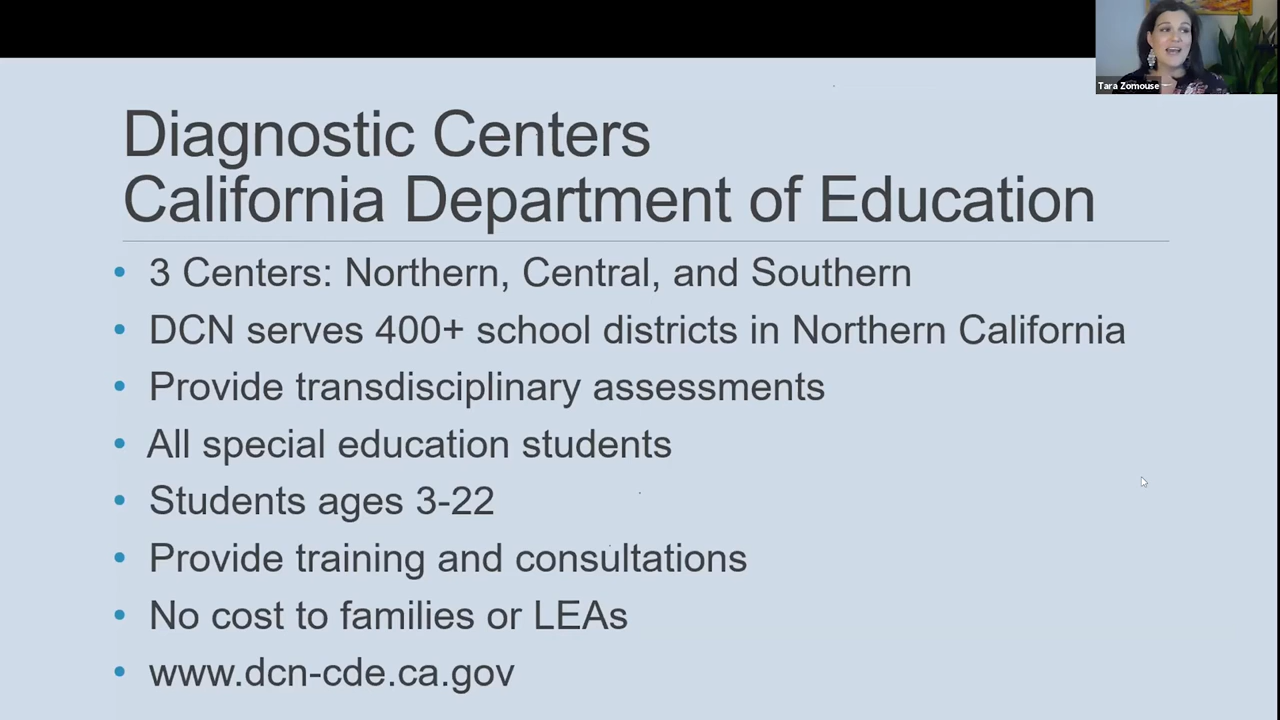 Tara Zomouse
Diagnostic Centers
California Department of Education
• 3 Centers: Northern, Central, and Southern
• DCN serves 400+ school districts in Northern California
• Provide transdisciplinary assessments
• All special education students
• Students ages 3-22
• Provide training and consultations
• No cost to families or LEAs
• www.dcn-cde.ca.gov